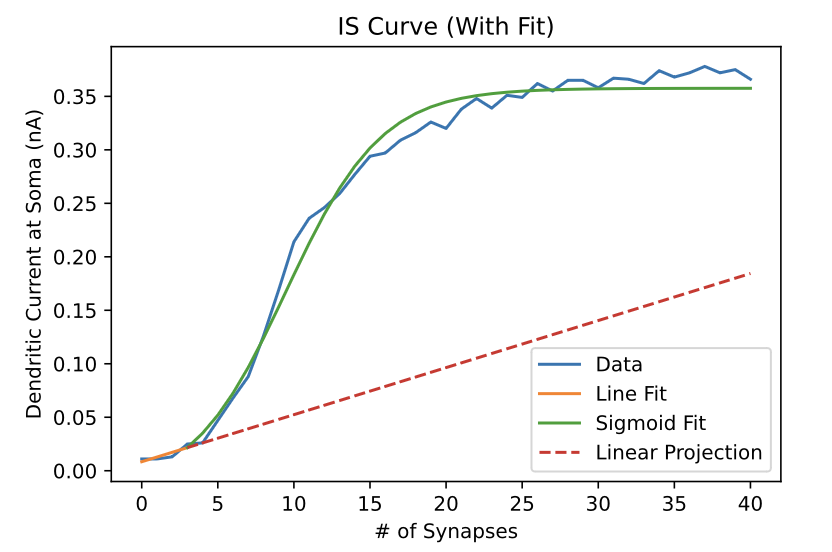 IS Curve (With Fit)
Dendritic Current at Soma (nA)
0.35
0.30
0.25
0.20
0.15
0.10
0.05
0.00
0 5 10 15 20 25 30 35 40
# of Synapses
Data
Line Fit
Sigmoid Fit
Linear Projection